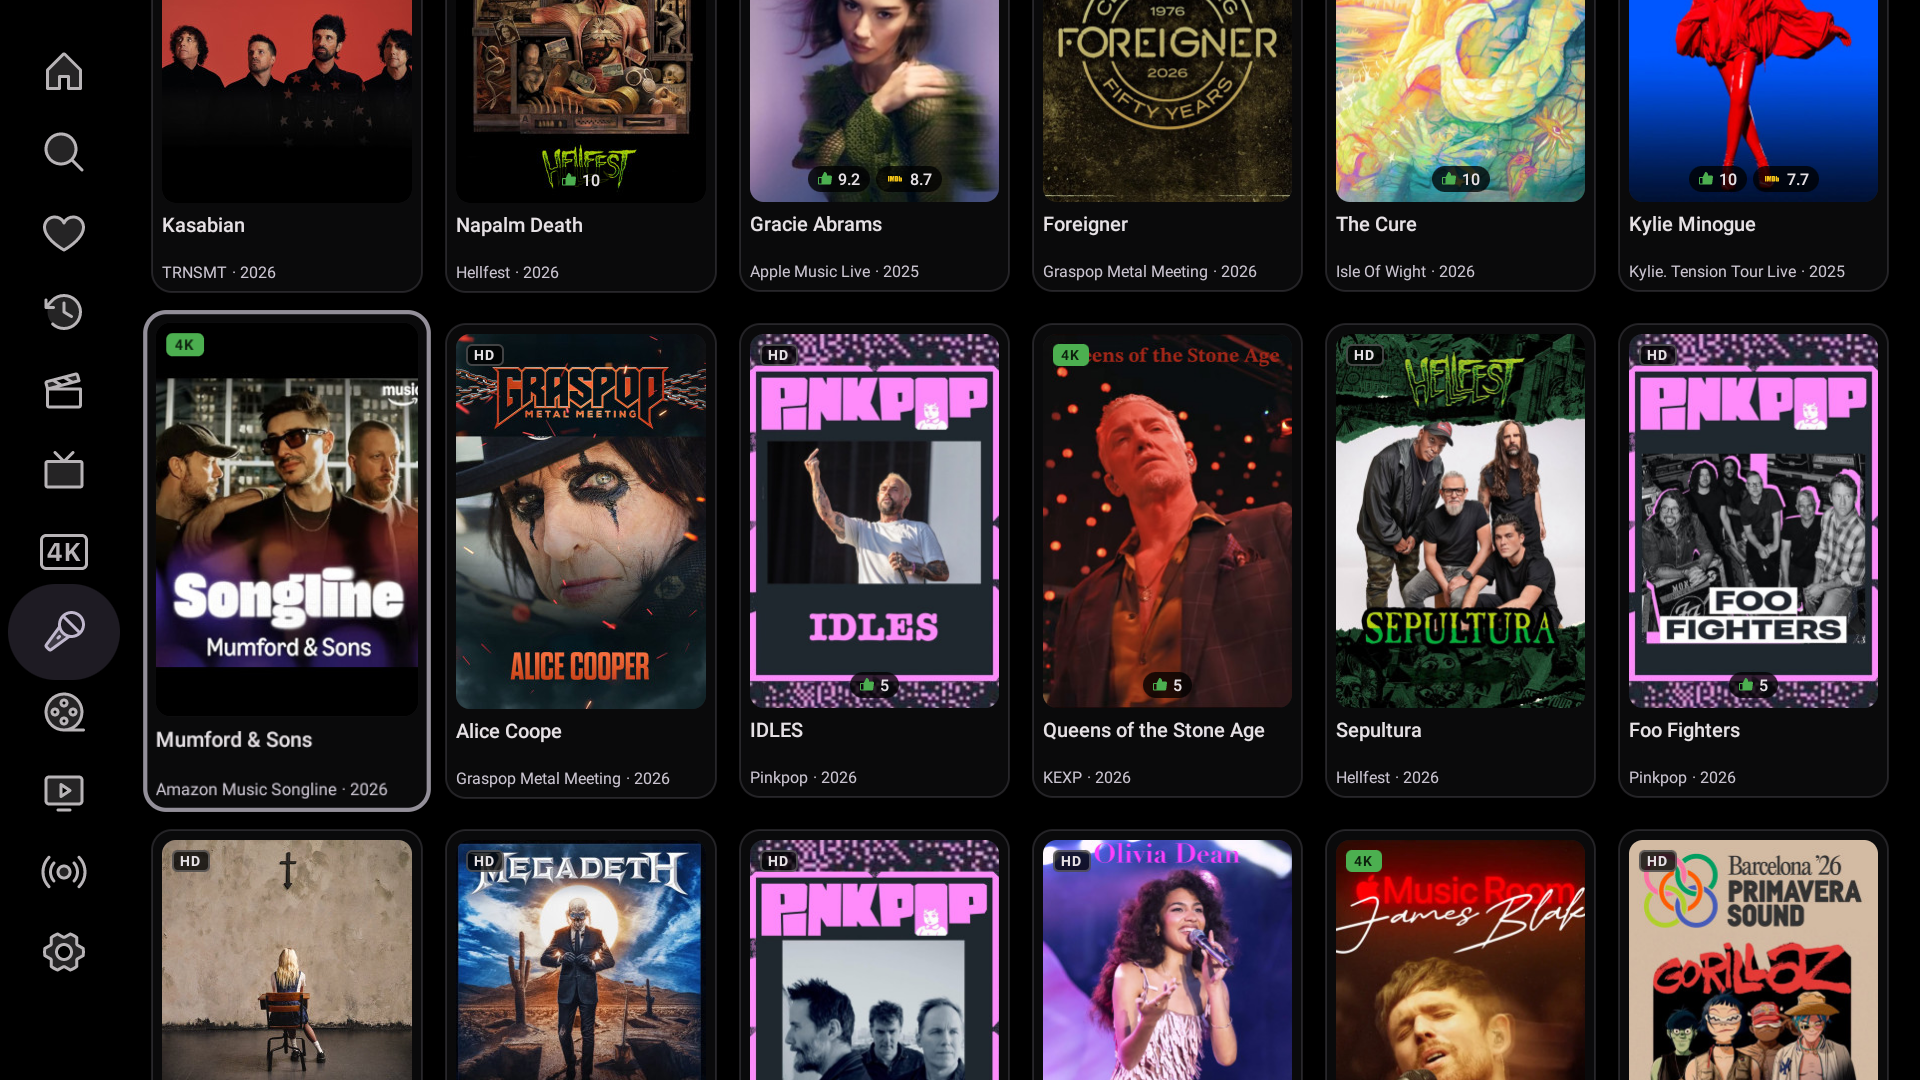 HELLFEST
10
9.2
IMDb 8.7
1976
FOREIGNER
2026
FIFTY YEARS
10
10
IMDb 7.7
Kasabian
TRNSMT · 2026
Napalm Death
Hellfest · 2026
Gracie Abrams
Apple Music Live · 2025
Foreigner
Graspop Metal Meeting · 2026
The Cure
Isle Of Wight · 2026
Kylie Minogue
Kylie. Tension Tour Live · 2025
4K
4K
music
Songline
Mumford & Sons
Mumford & Sons
Amazon Music Songline · 2026
HD
GRASPOP
METAL MEETING
ALICE COOPER
Alice Coope
Graspop Metal Meeting · 2026
HD
PINKPOP
IDLES
5
IDLES
Pinkpop · 2026
4K
eens of the Stone Age
5
Queens of the Stone Age
KEXP · 2026
HD
HELLFEST
SEPULTURA
Sepultura
Hellfest · 2026
HD
PINKPOP
FOO
FIGHTERS
5
Foo Fighters
Pinkpop · 2026
HD
HD
MEGADETH
HD
PINKPOP
HD
Olivia Dean
4K
Music Room
James Blak
HD
Barcelona '26
PRIMAVERA
SOUND
GORILLAZ